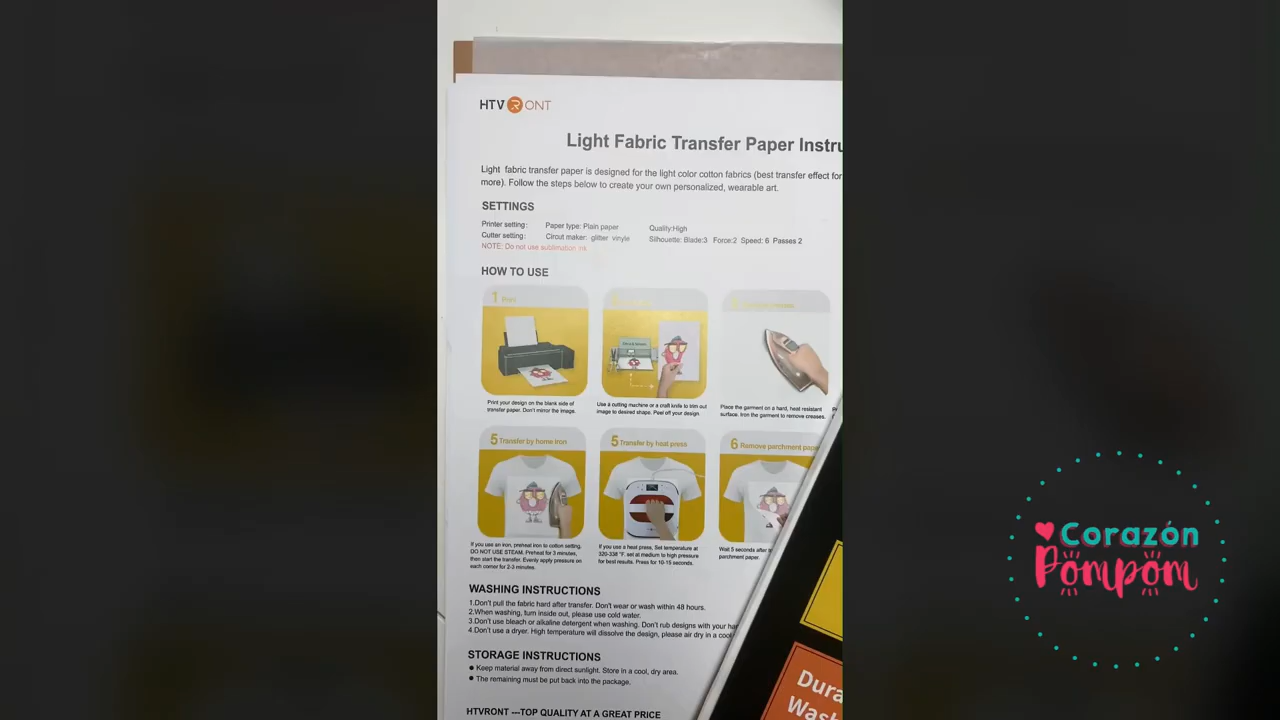 HTVRONT
Light Fabric Transfer Paper Instru
Light fabric transfer paper is designed for the light color cotton fabrics (best transfer effect for
more). Follow the steps below to create your own personalized, wearable art.
SETTINGS
Printer setting: Paper type: Plain paper Quality:High
Cutter setting: Circut maker: glitter vinyle Silhouette: Blade:3 Force:2 Speed: 6 Passes 2
NOTE: Do not use sublimation ink
HOW TO USE
1 Print
Print your design on the blank side of
transfer paper. Don't mirror the image.
Use a cutting machine or a craft knife to trim out
image to desired shape. Peel off your design
Place the garment on a hard, heat resistant
surface. Iron the garment to remove creases.
5 Transfer by home iron
If you use an iron, preheat iron to cotton setting.
DO NOT USE STEAM. Preheat for 3 minutes,
then start the transfer. Evenly apply pressure on
each corner for 2-3 minutes.
5 Transfer by heat press
If you use a heat press, Set temperature at
320-338 °F, set at medium to high pressure
for best results. Press for 10-15 seconds.
6 Remove parchment pape
Wait 5 seconds after
parchment paper.
WASHING INSTRUCTIONS
1.Don't pull the fabric hard after transfer. Don't wear or wash within 48 hours.
2.When washing, turn inside out, please use cold water.
3.Don't use bleach or alkaline detergent when washing. Don't rub designs with your han
4.Don't use a dryer. High temperature will dissolve the design, please air dry in a cool
STORAGE INSTRUCTIONS
● Keep material away from direct sunlight. Store in a cool, dry area.
● The remaining must be put back into the package.
HTVRONT ---TOP QUALITY AT A GREAT PRICE
Dura
Wash
Corazón
Pompóm